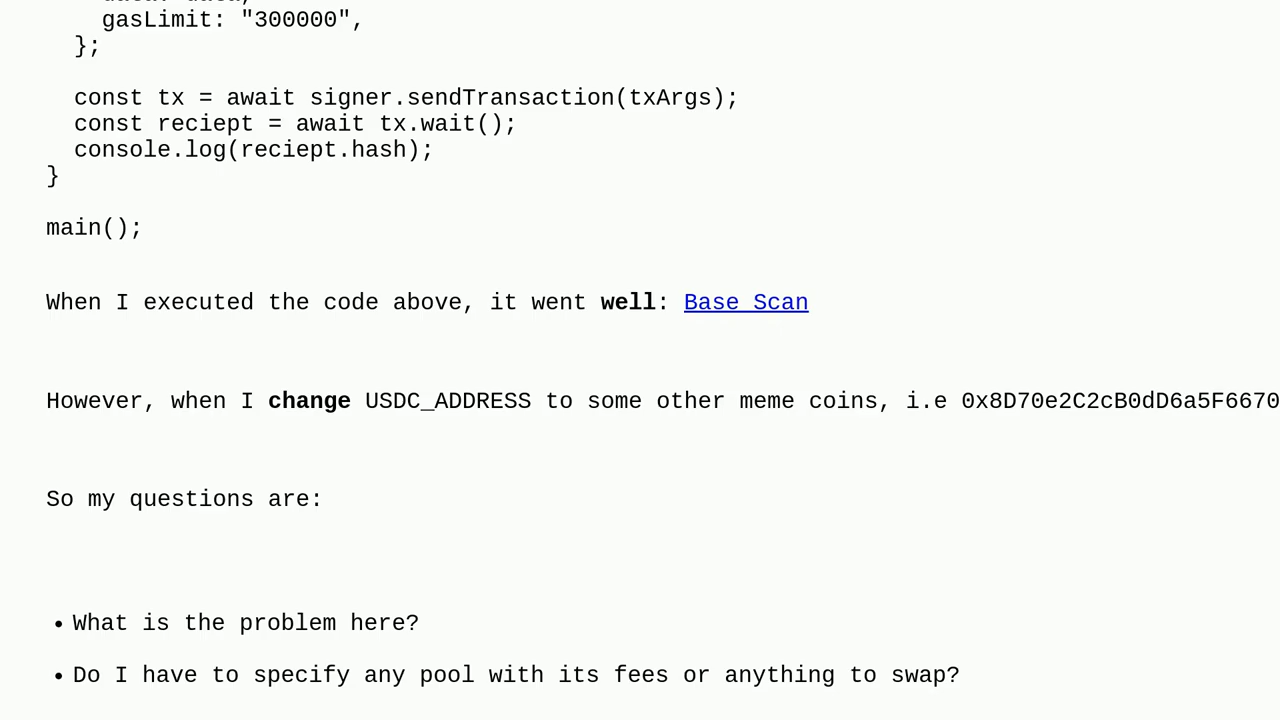 gasLimit: "300000",
};
const tx = await signer.sendTransaction(txArgs);
const reciept = await tx.wait();
console.log(reciept.hash);
}
main();
When I executed the code above, it went well: Base Scan
However, when I change USDC_ADDRESS to some other meme coins, i.e 0x8D70e2C2cB0dD6a5F6670
So my questions are:
• What is the problem here?
• Do I have to specify any pool with its fees or anything to swap?